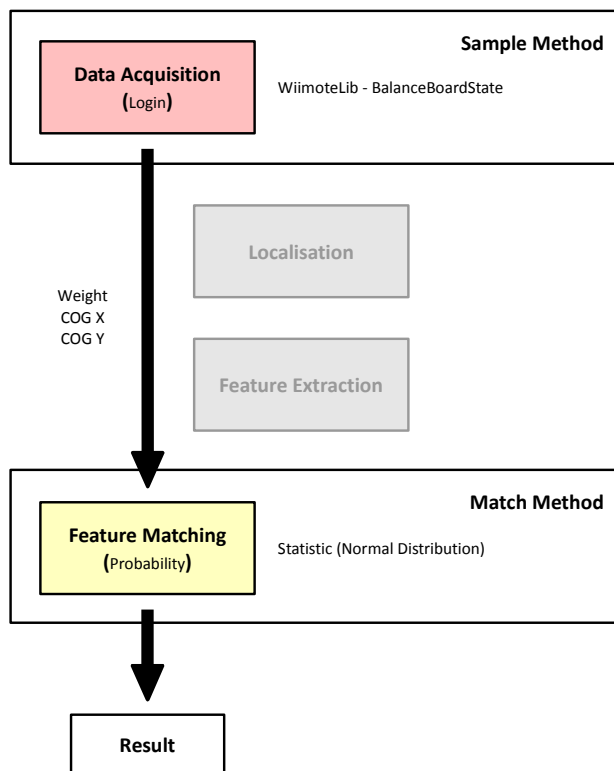 Sample Method
Data Acquisition
(Login)
WiimoteLib - BalanceBoardState
Localisation
Weight
COG X
COG Y
Feature Extraction
Match Method
Feature Matching
(Probability)
Statistic (Normal Distribution)
Result